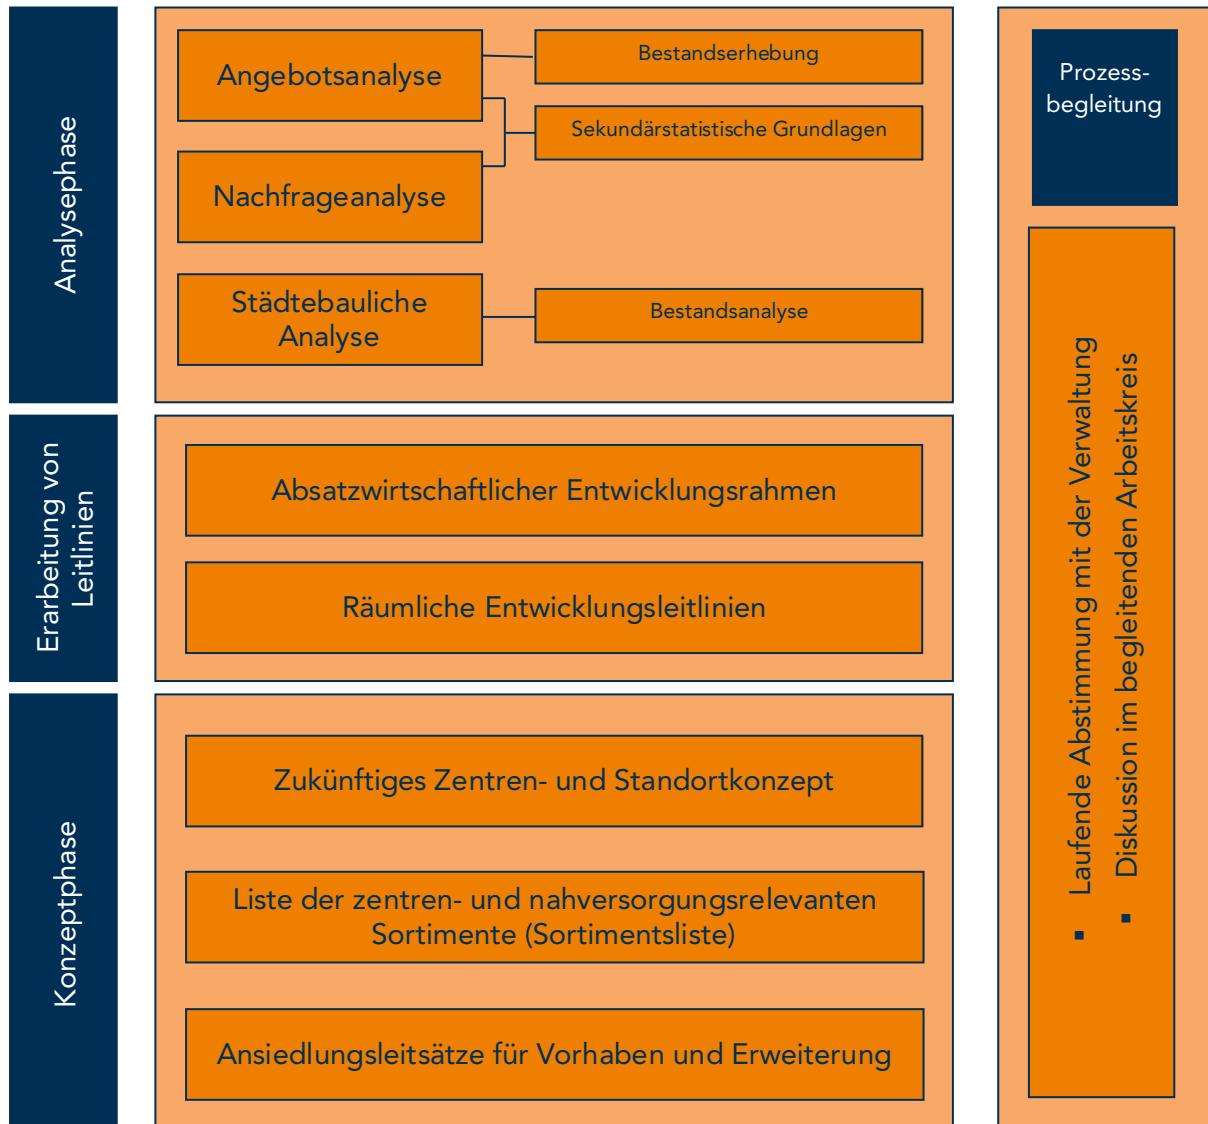 Analysephase
Angebotsanalyse
Bestandserhebung
Sekundärstatistische Grundlagen
Nachfrageanalyse
Städtebauliche
Analyse
Bestandsanalyse
Erarbeitung von
Leitlinien
Absatzwirtschaftlicher Entwicklungsrahmen
Räumliche Entwicklungsleitlinien
Konzeptphase
Zukünftiges Zentren- und Standortkonzept
Liste der zentren- und nahversorgungsrelevanten
Sortimente (Sortimentsliste)
Ansiedlungsleitsätze für Vorhaben und Erweiterung
Prozess-
begleitung
▪ Laufende Abstimmung mit der Verwaltung
▪ Diskussion im begleitenden Arbeitskreis